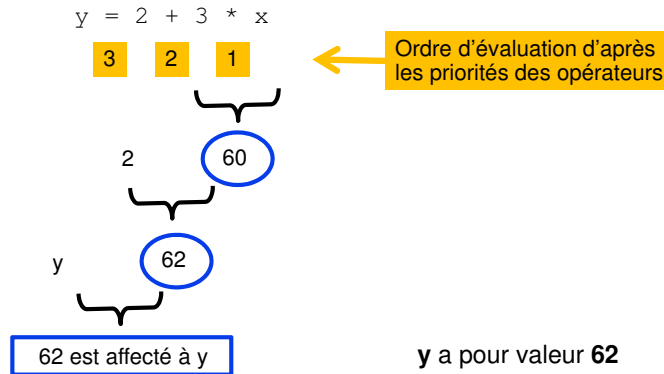 y = 2 + 3 * x
3 2 1
Ordre d'évaluation d'après
les priorités des opérateurs
2 60
y 62
62 est affecté à y
y a pour valeur 62